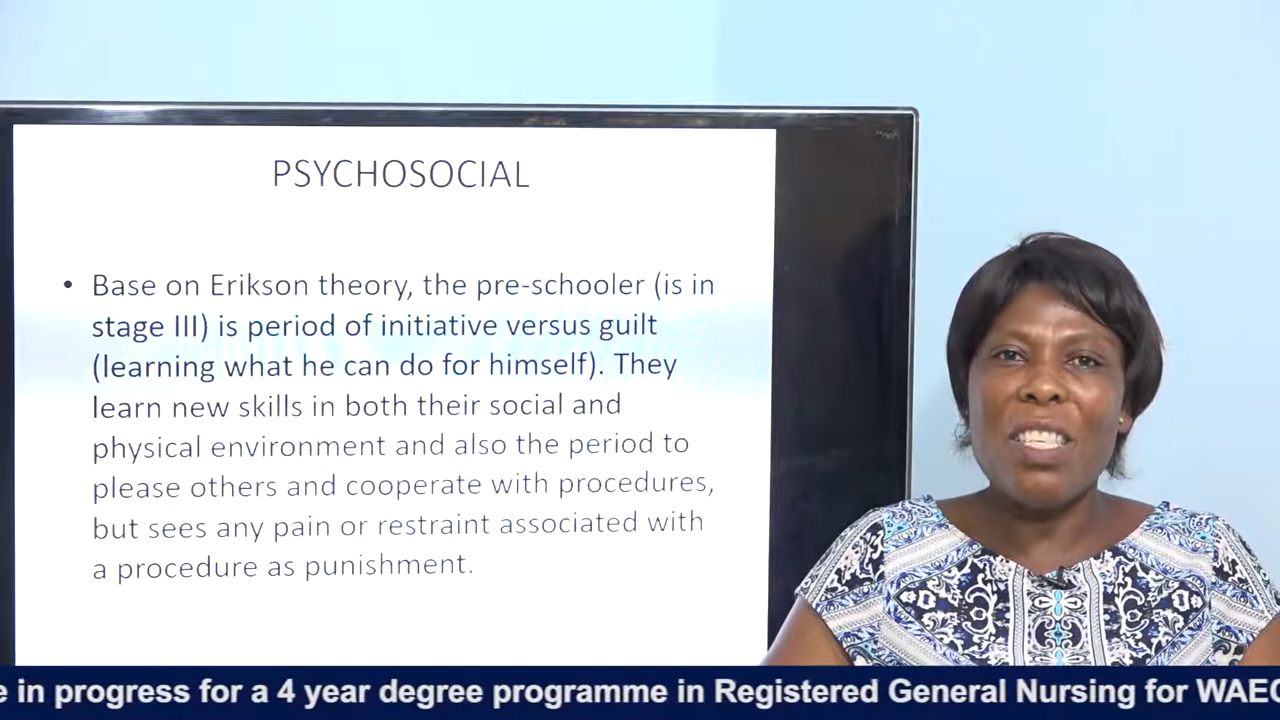 PSYCHOSOCIAL
• Base on Erikson theory, the pre-schooler (is in
stage III) is period of initiative versus guilt
(learning what he can do for himself). They
learn new skills in both their social and
physical environment and also the period to
please others and cooperate with procedures,
but sees any pain or restraint associated with
a procedure as punishment.
e in progress for a 4 year degree programme in Registered General Nursing for WAEC